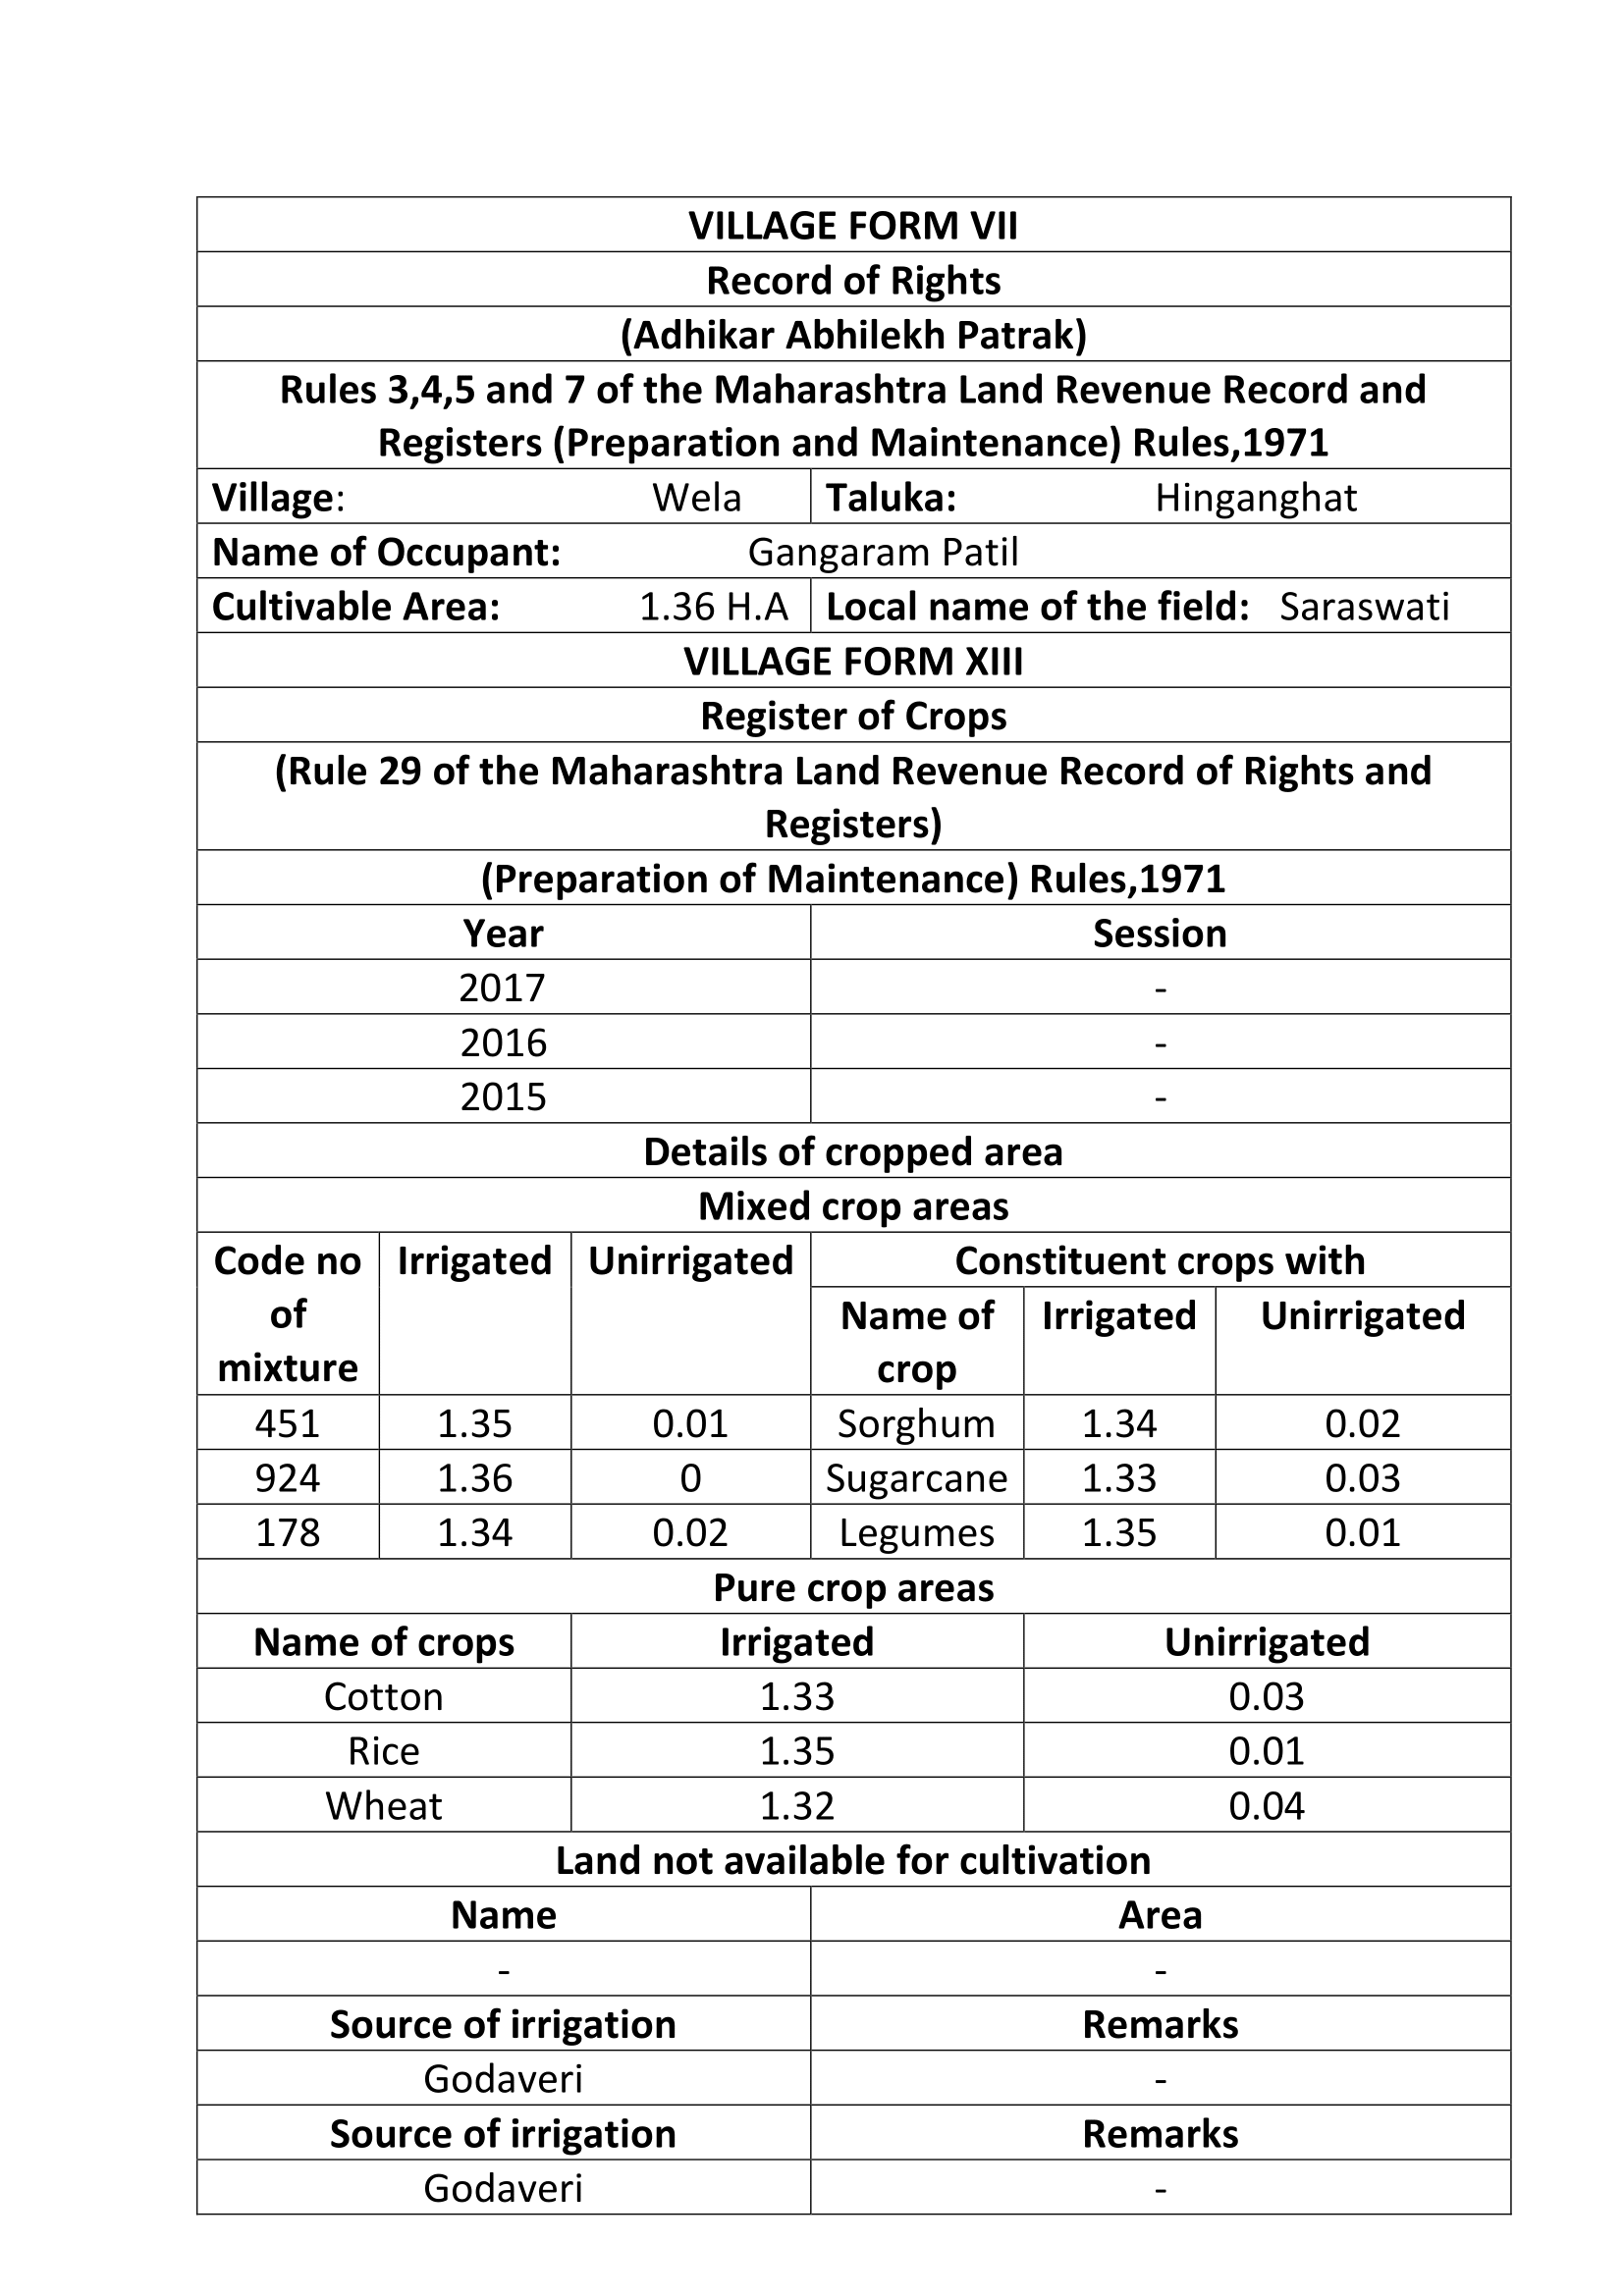 VILLAGE FORM VII
Record of Rights
(Adhikar Abhilekh Patrak)
Rules 3,4,5 and 7 of the Maharashtra Land Revenue Record and
Registers (Preparation and Maintenance) Rules,1971
Village: Wela Taluka: Hinganghat
Name of Occupant: Gangaram Patil
Cultivable Area: 1.36 H.A Local name of the field: Saraswati
VILLAGE FORM XIII
Register of Crops
(Rule 29 of the Maharashtra Land Revenue Record of Rights and
Registers)
(Preparation of Maintenance) Rules,1971
Year Session
2017 -
2016 -
2015 -
Details of cropped area
Mixed crop areas
Code no Irrigated Unirrigated Constituent crops with
of Name of Irrigated Unirrigated
mixture crop
451 1.35 0.01 Sorghum 1.34 0.02
924 1.36 0 Sugarcane 1.33 0.03
178 1.34 0.02 Legumes 1.35 0.01
Pure crop areas
Name of crops Irrigated Unirrigated
Cotton 1.33 0.03
Rice 1.35 0.01
Wheat 1.32 0.04
Land not available for cultivation
Name Area
- -
Source of irrigation Remarks
Godaveri -
Source of irrigation Remarks
Godaveri -